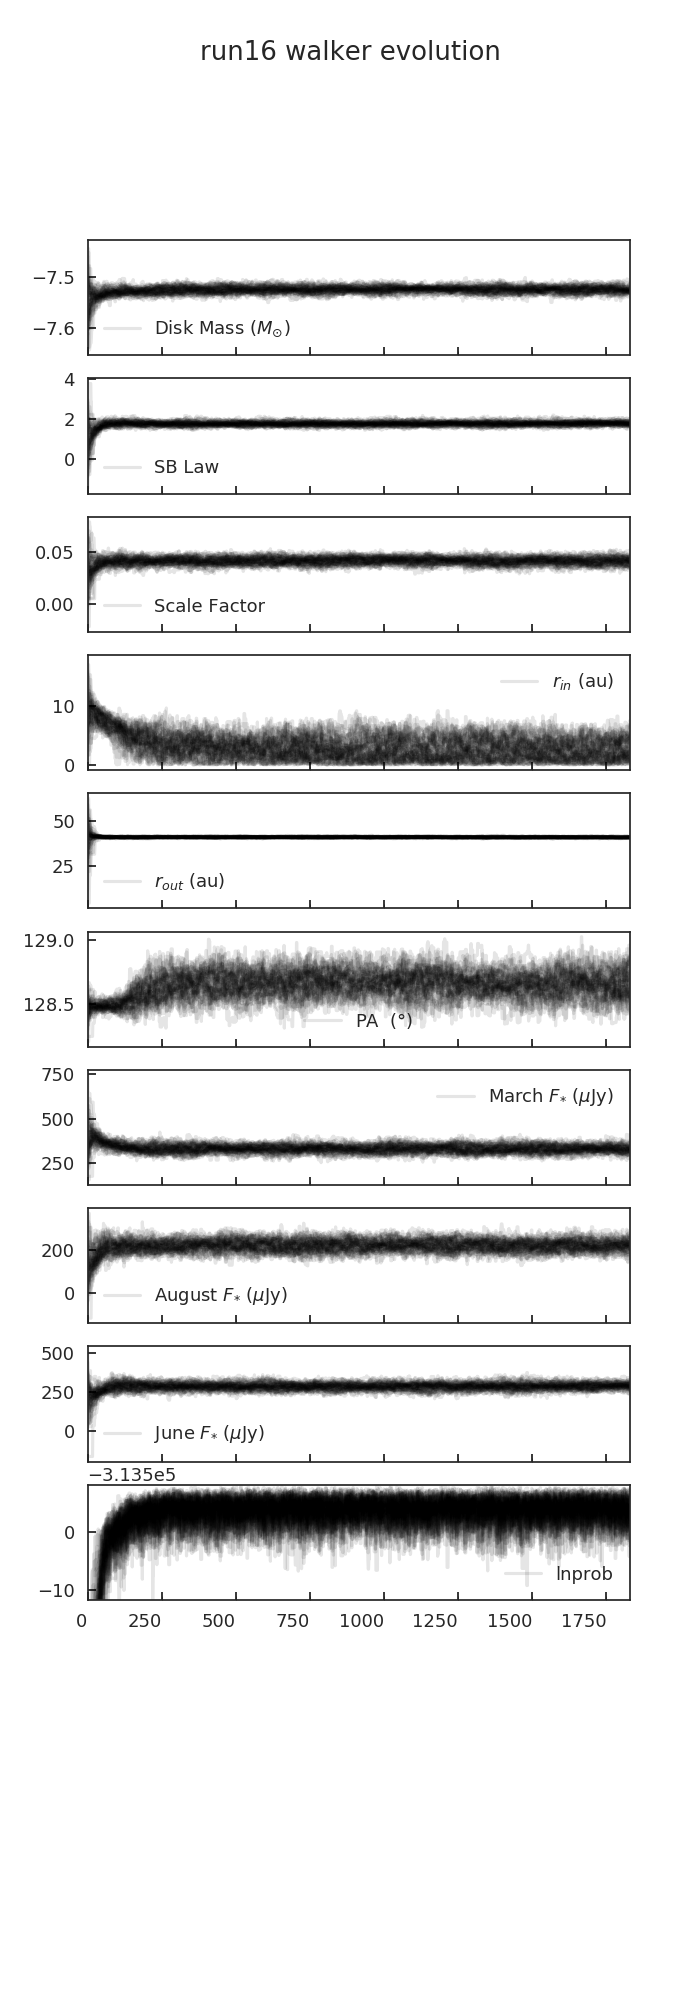 run16 walker evolution
−7.5
−7.6
Disk Mass (M⊙)
4
2
0
SB Law
0.05
0.00
Scale Factor
10
0
r_in (au)
50
25
r_out (au)
129.0
128.5
PA (°)
750
500
250
March F* (μJy)
200
0
August F* (μJy)
500
250
0
June F* (μJy)
−3.135e5
0
−10
lnprob
0 250 500 750 1000 1250 1500 1750